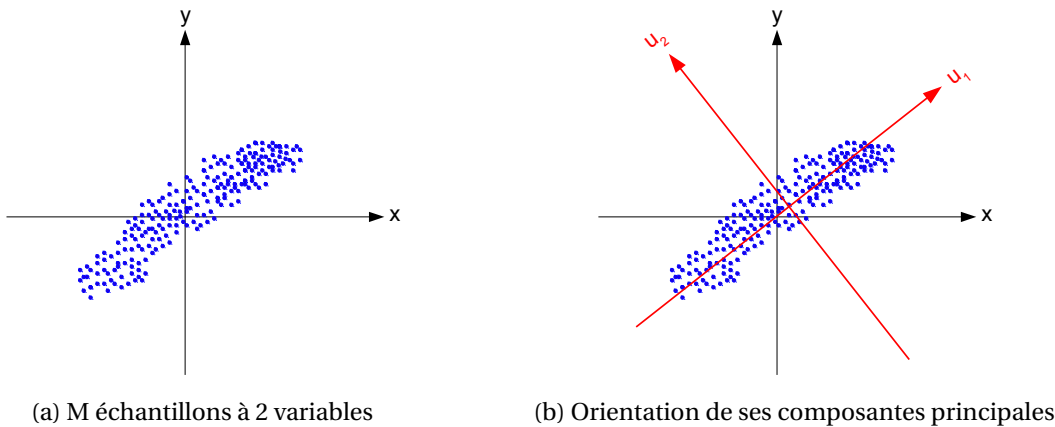 y
x
(a) M échantillons à 2 variables
y
u₂
u₁
x
(b) Orientation de ses composantes principales